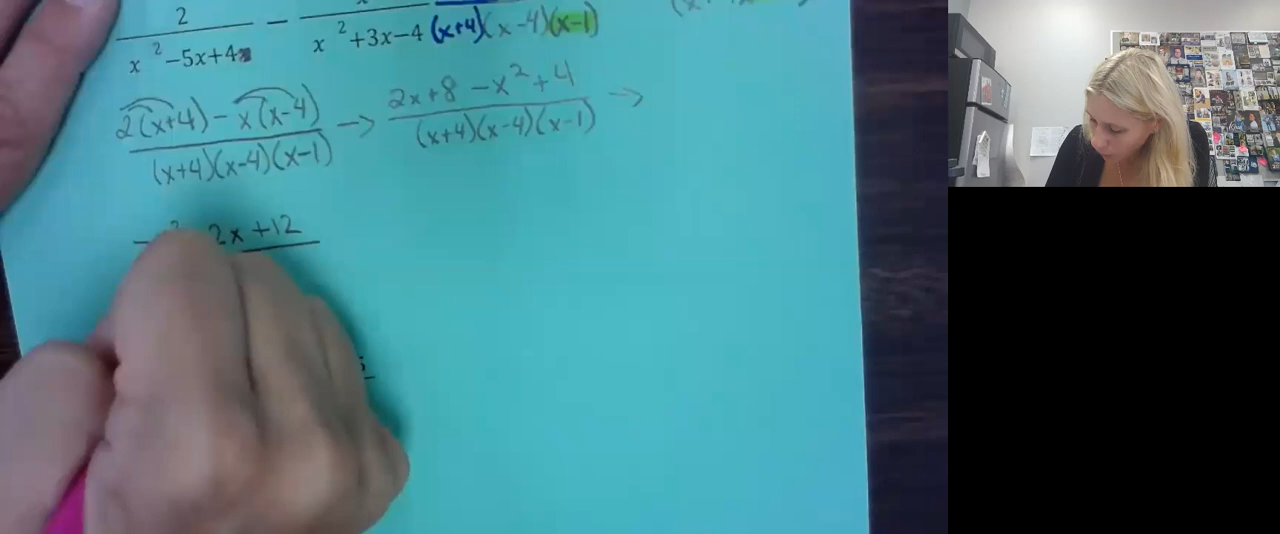 2 / x²-5x+4 - / x²+3x-4 (x+4)(x-4)(x-1)
2(x+4) - x(x-4) / (x+4)(x-4)(x-1) → 2x+8-x²+4 / (x+4)(x-4)(x-1) →
2x+12